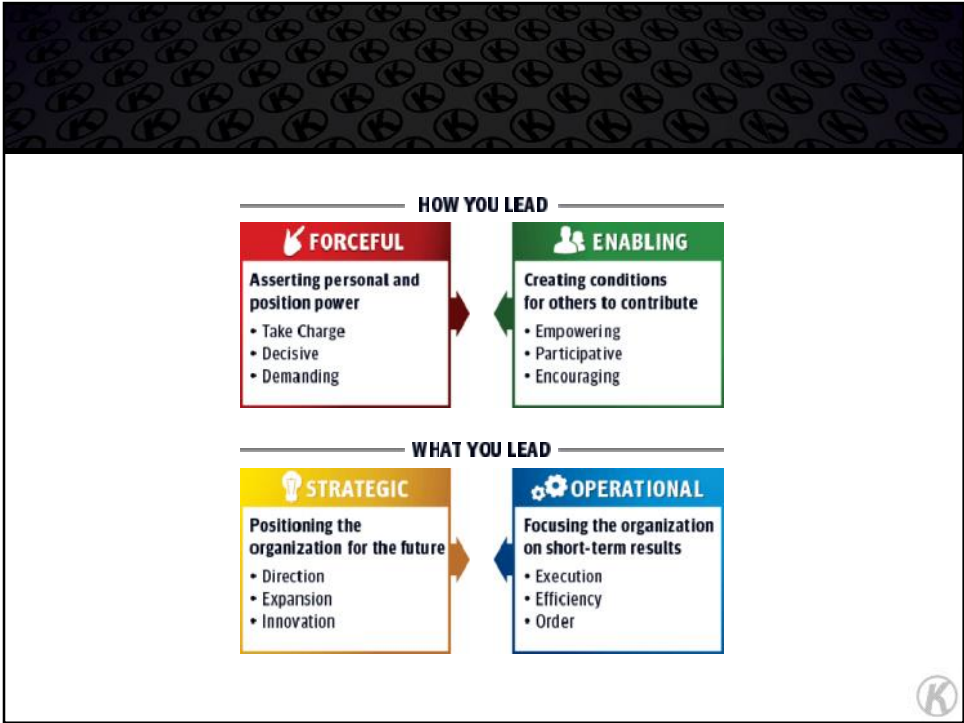 HOW YOU LEAD
FORCEFUL
Asserting personal and
position power
• Take Charge
• Decisive
• Demanding
ENABLING
Creating conditions
for others to contribute
• Empowering
• Participative
• Encouraging
WHAT YOU LEAD
STRATEGIC
Positioning the
organization for the future
• Direction
• Expansion
• Innovation
OPERATIONAL
Focusing the organization
on short-term results
• Execution
• Efficiency
• Order
K